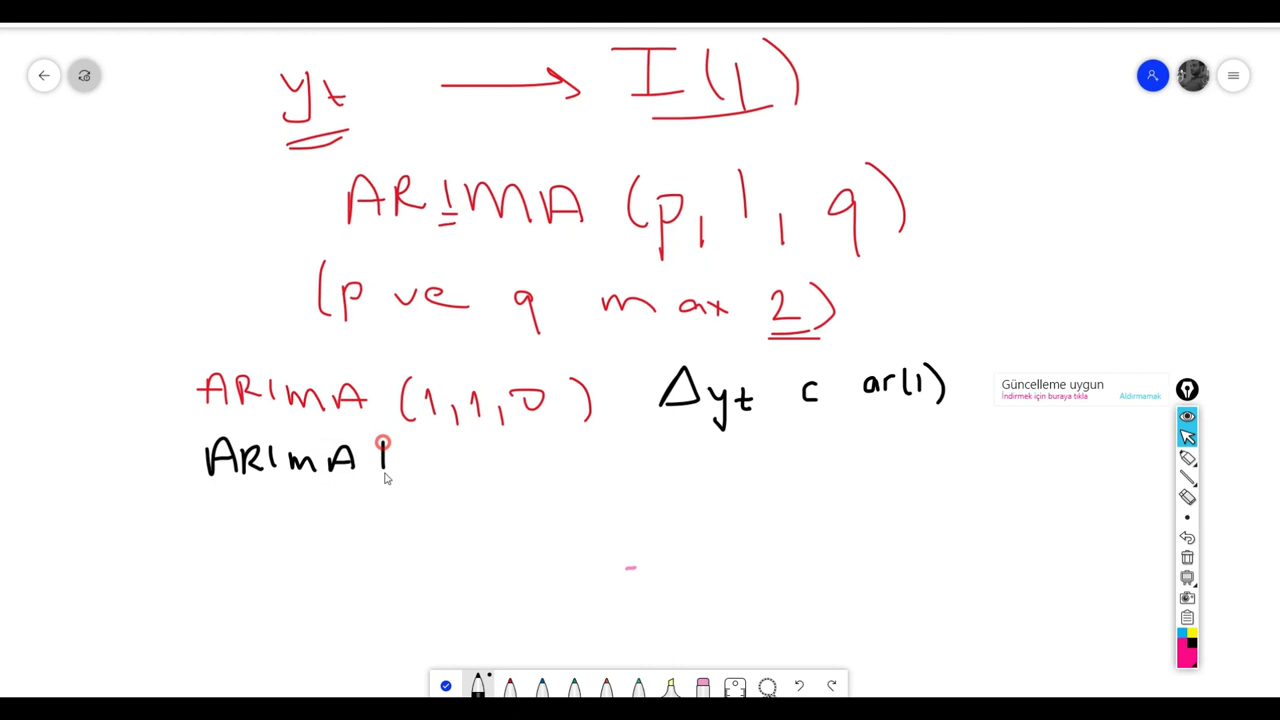 yt → I(1)
ARIMA (p, 1, q)
(p ve q max 2)
ARIMA (1,1,0) Δyt c ar(1)
ARIMA
Güncelleme uygun
İndirmek için buraya tıkla Aldırmamak